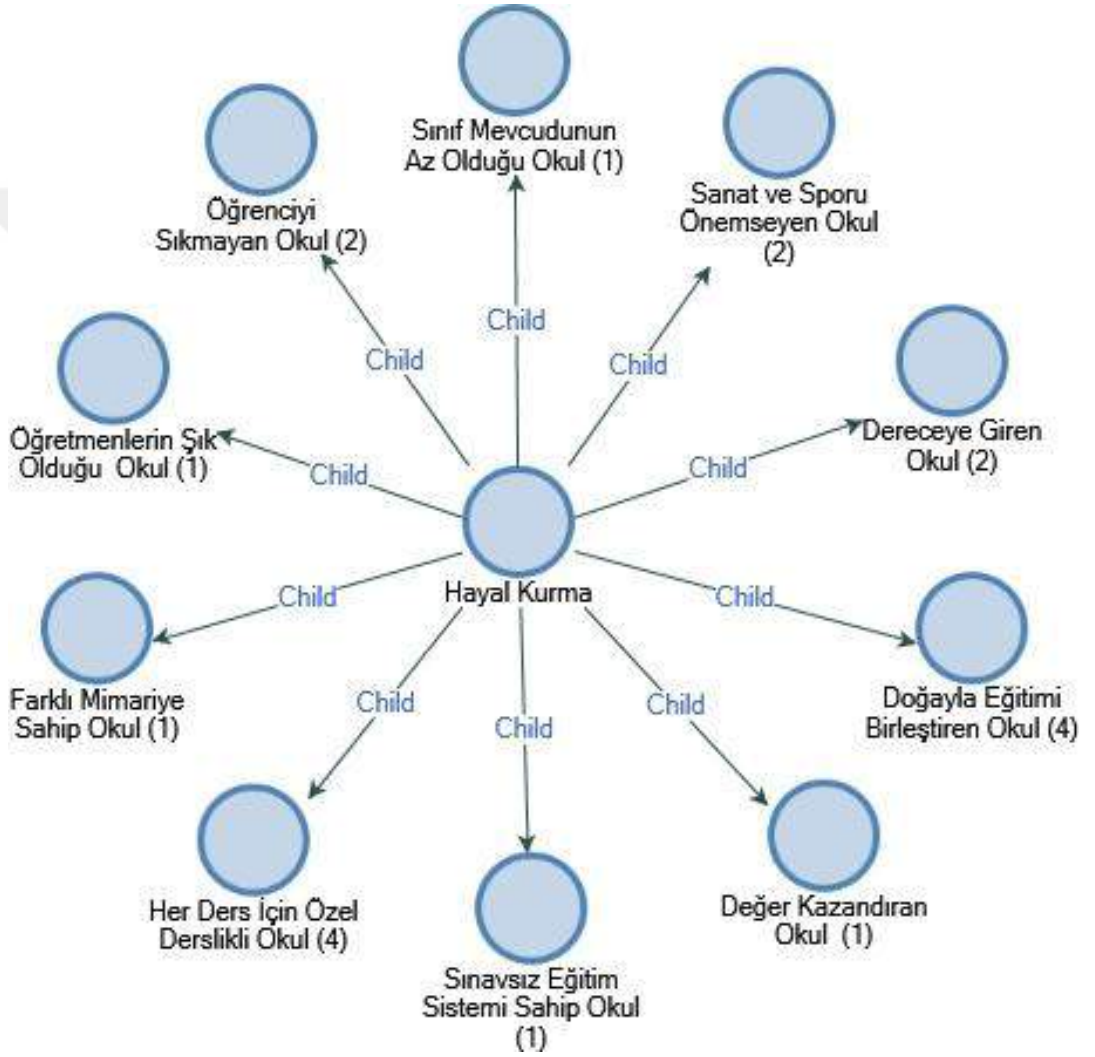 Sınıf Mevcudunun
Az Olduğu Okul (1)
Öğrenciyi
Sıkmayan Okul (2)
Sanat ve Sporu
Önemseyen Okul
(2)
Child
Child
Child
Öğretmenlerin Şık
Olduğu Okul (1)
Child
Dereceye Giren
Okul (2)
Child
Hayal Kurma
Child
Child
Farklı Mimariye
Sahip Okul (1)
Doğayla Eğitimi
Birleştiren Okul (4)
Child
Child
Child
Her Ders İçin Özel
Derslikli Okul (4)
Değer Kazandıran
Okul (1)
Sınavsız Eğitim
Sistemi Sahip Okul
(1)